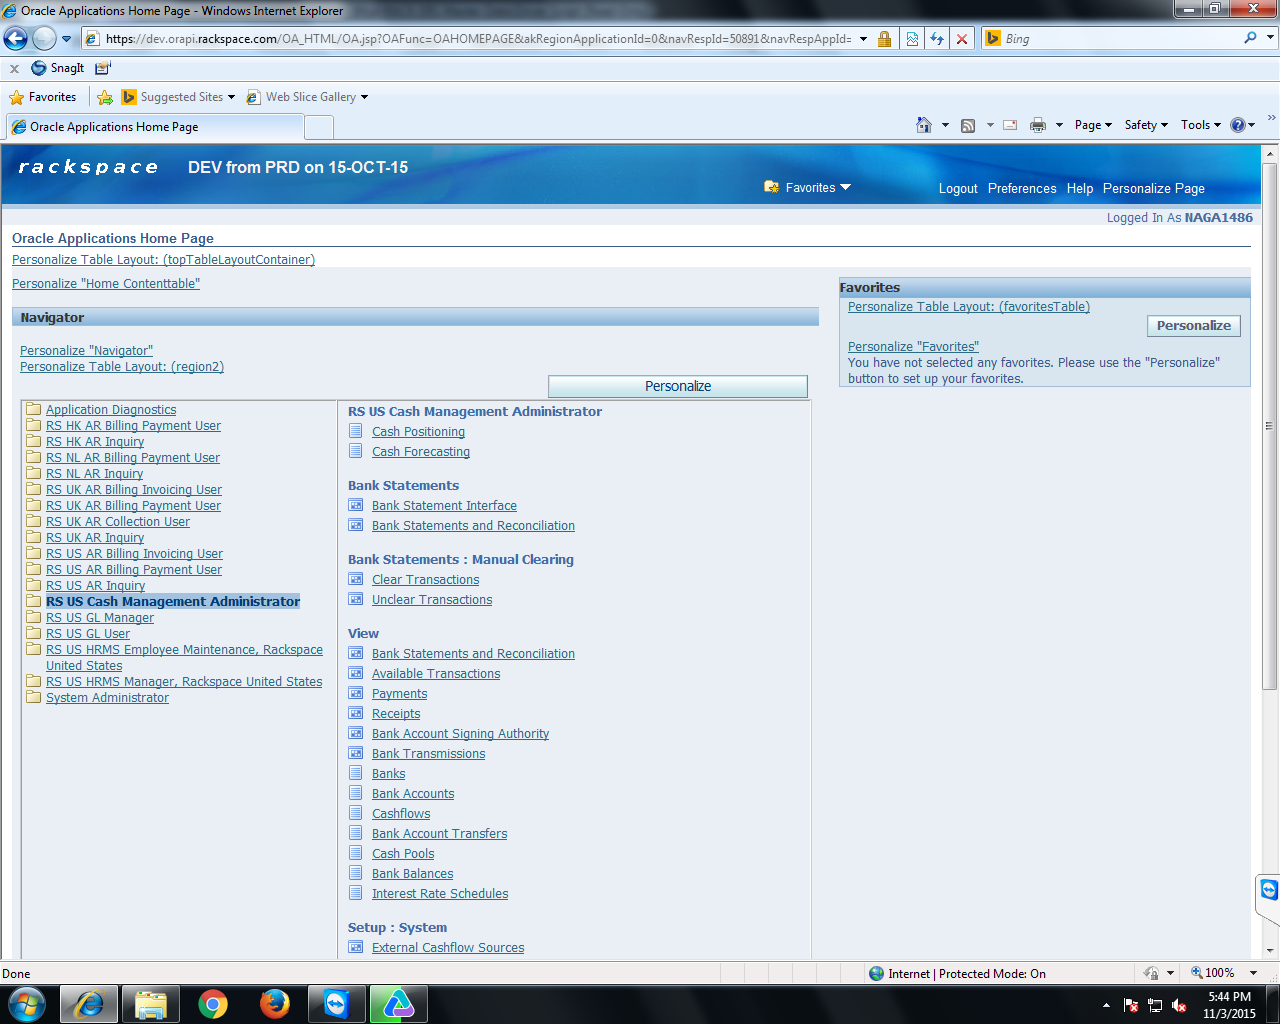 Oracle Applications Home Page - Windows Internet Explorer
https://dev.orapi.rackspace.com/OA_HTML/OA.jsp?OAFunc=OAHOMEPAGE&akRegionApplicationId=0&navRespId=50891&navRespAppId=
Bing
x SnagIt
Favorites Suggested Sites Web Slice Gallery
Oracle Applications Home Page
Page Safety Tools
rackspace DEV from PRD on 15-OCT-15
Favorites Logout Preferences Help Personalize Page
Logged In As NAGA1486
Oracle Applications Home Page
Personalize Table Layout: (topTableLayoutContainer)
Personalize "Home Contenttable"
Navigator
Personalize "Navigator"
Personalize Table Layout: (region2)
Personalize
Application Diagnostics
RS HK AR Billing Payment User
RS HK AR Inquiry
RS NL AR Billing Payment User
RS NL AR Inquiry
RS UK AR Billing Invoicing User
RS UK AR Billing Payment User
RS UK AR Collection User
RS UK AR Inquiry
RS US AR Billing Invoicing User
RS US AR Billing Payment User
RS US AR Inquiry
RS US Cash Management Administrator
RS US GL Manager
RS US GL User
RS US HRMS Employee Maintenance, Rackspace
United States
RS US HRMS Manager, Rackspace United States
System Administrator
RS US Cash Management Administrator
Cash Positioning
Cash Forecasting
Bank Statements
Bank Statement Interface
Bank Statements and Reconciliation
Bank Statements : Manual Clearing
Clear Transactions
Unclear Transactions
View
Bank Statements and Reconciliation
Available Transactions
Payments
Receipts
Bank Account Signing Authority
Bank Transmissions
Banks
Bank Accounts
Cashflows
Bank Account Transfers
Cash Pools
Bank Balances
Interest Rate Schedules
Setup : System
External Cashflow Sources
Favorites
Personalize Table Layout: (favoritesTable)
Personalize
Personalize "Favorites"
You have not selected any favorites. Please use the "Personalize"
button to set up your favorites.
Done Internet | Protected Mode: On 100%
5:44 PM
11/3/2015